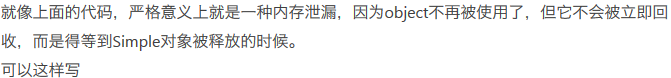 就像上面的代码，严格意义上就是一种内存泄漏，因为object不再被使用了，但它不会被立即回
收，而是得等到Simple对象被释放的时候。
可以这样写